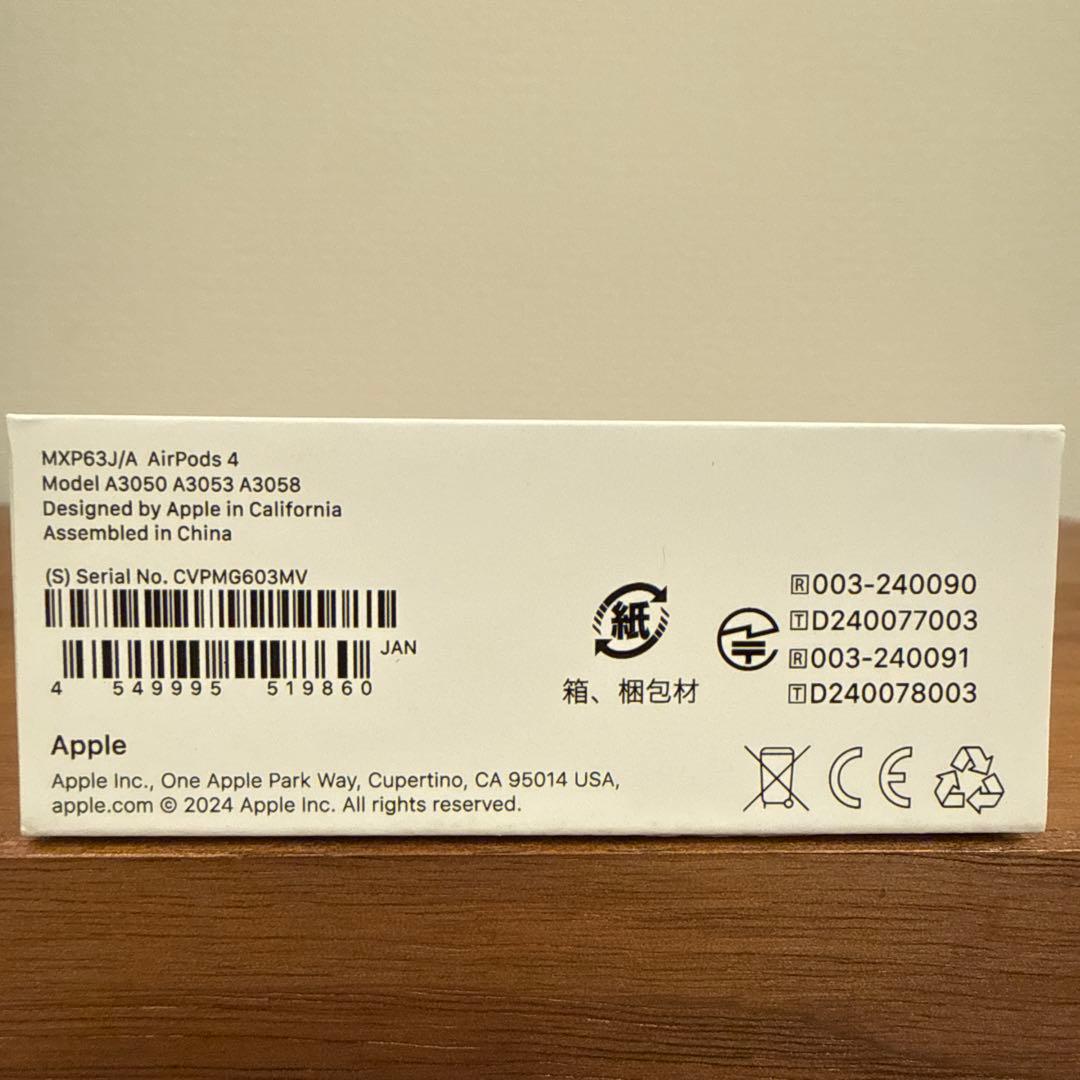 MXP63J/A AirPods 4
Model A3050 A3053 A3058
Designed by Apple in California
Assembled in China
(S) Serial No. CVPMG603MV
JAN
4 549995 519860
紙
箱、梱包材
R003-240090
TD240077003
R003-240091
TD240078003
Apple
Apple Inc., One Apple Park Way, Cupertino, CA 95014 USA,
apple.com © 2024 Apple Inc. All rights reserved.
CE